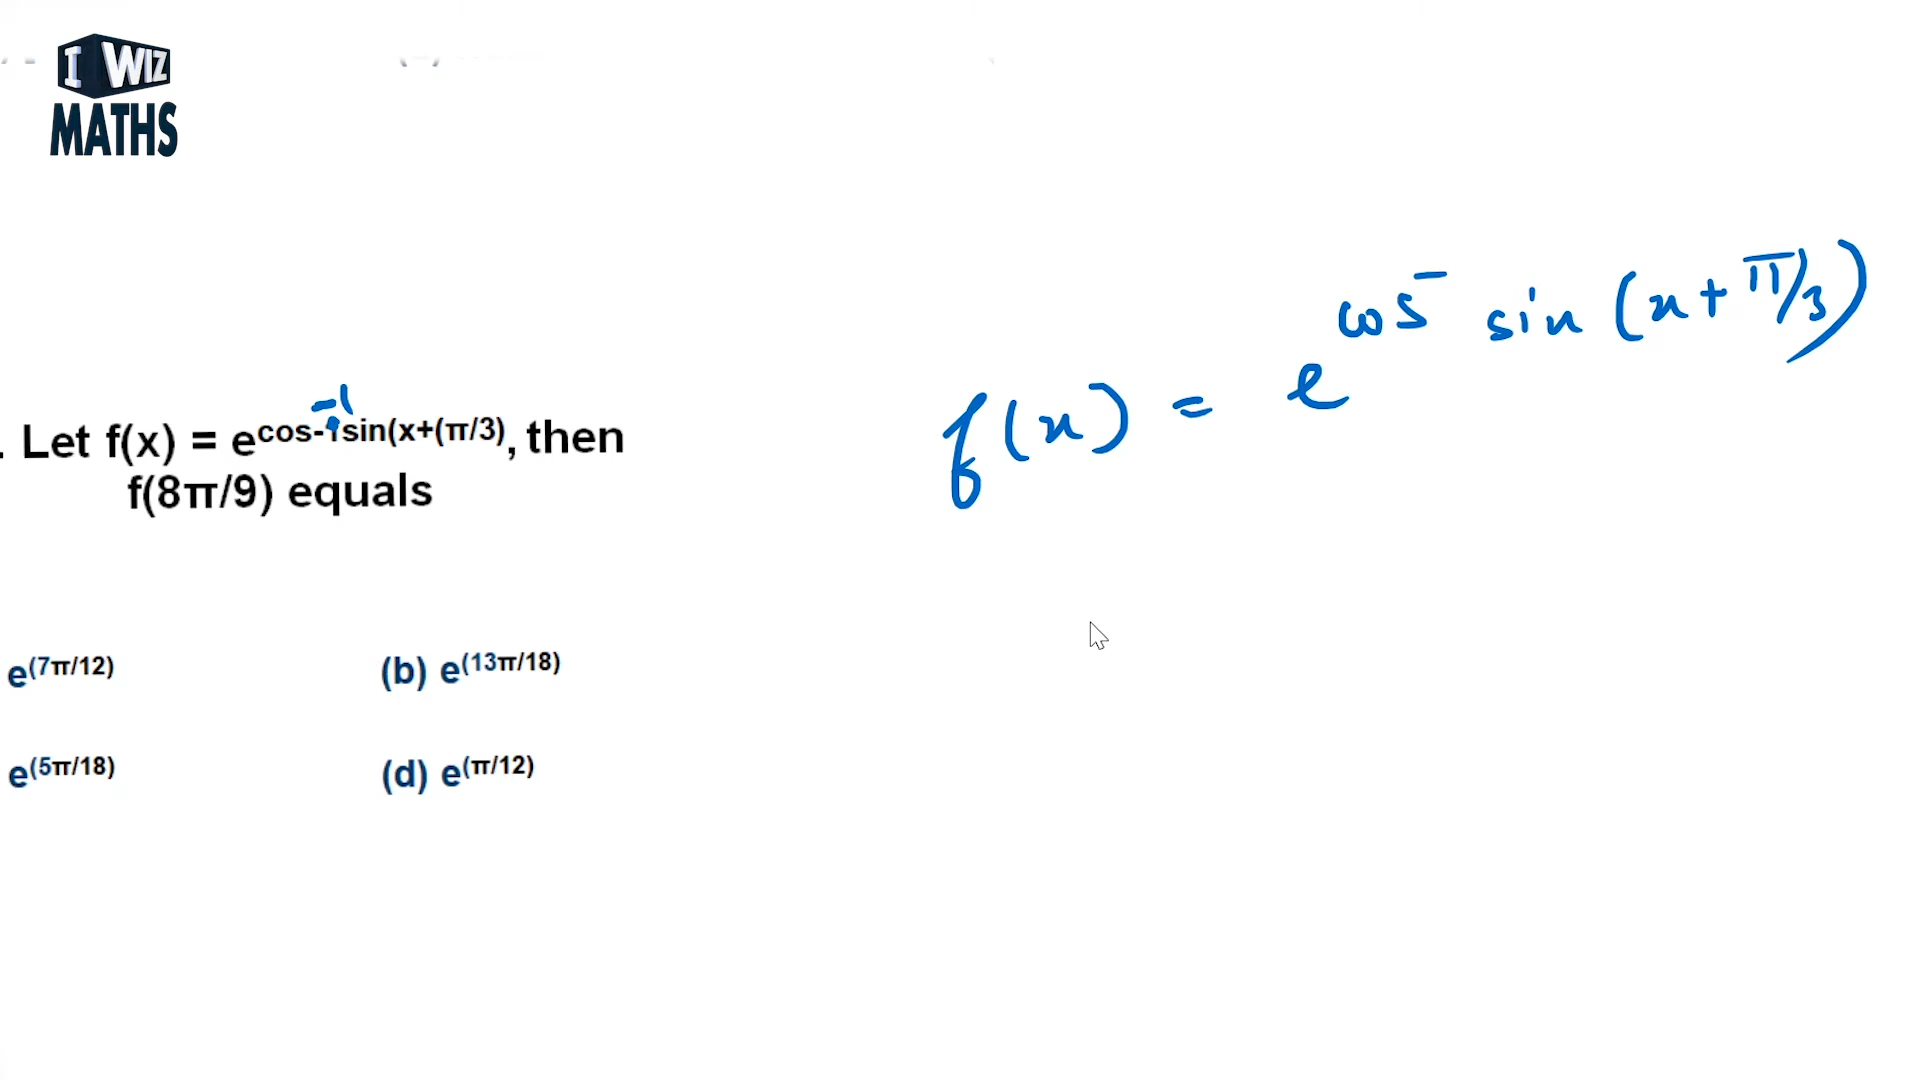 I WIZ
MATHS
f(x) = e^{cos^{-} sin (x + π/3)}
-1
. Let f(x) = e^{cos-1sin(x+(π/3)}, then
f(8π/9) equals
e^{(7π/12)} (b) e^{(13π/18)}
e^{(5π/18)} (d) e^{(π/12)}